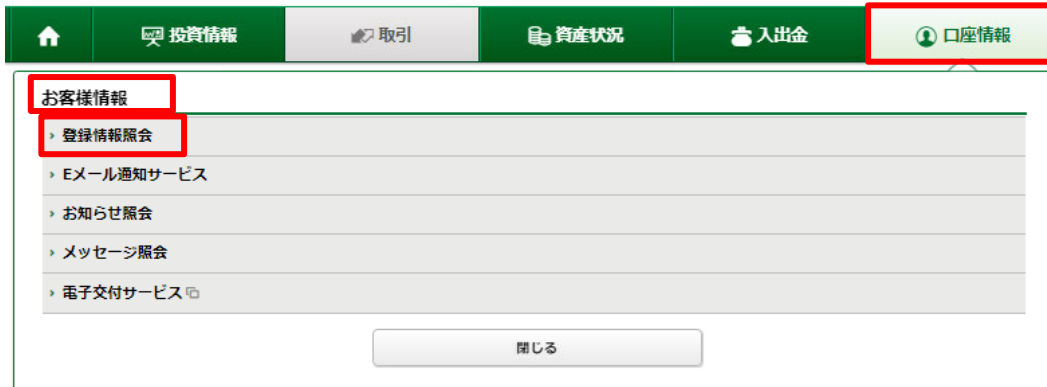 投資情報 取引 資産状況 入出金 口座情報
お客様情報
登録情報照会
Eメール通知サービス
お知らせ照会
メッセージ照会
電子交付サービス
閉じる